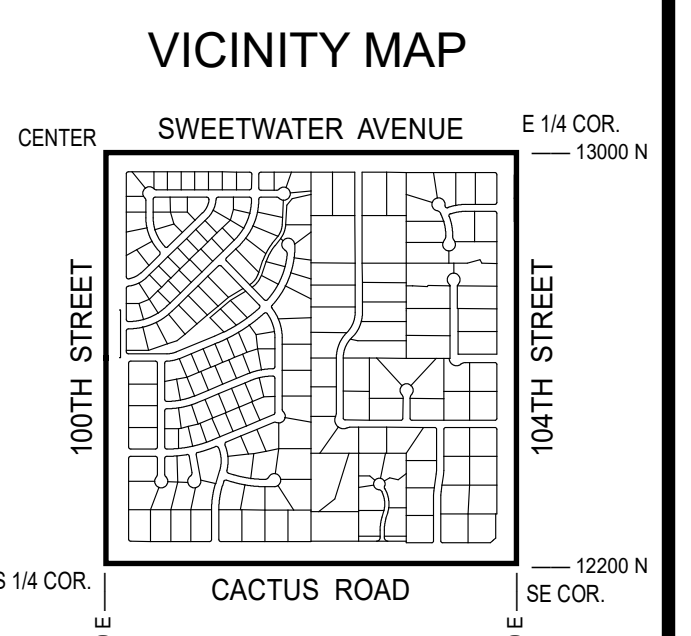 VICINITY MAP
CENTER
SWEETWATER AVENUE
E 1/4 COR.
13000 N
100TH STREET
104TH STREET
12200 N
S 1/4 COR.
CACTUS ROAD
SE COR.
E
E